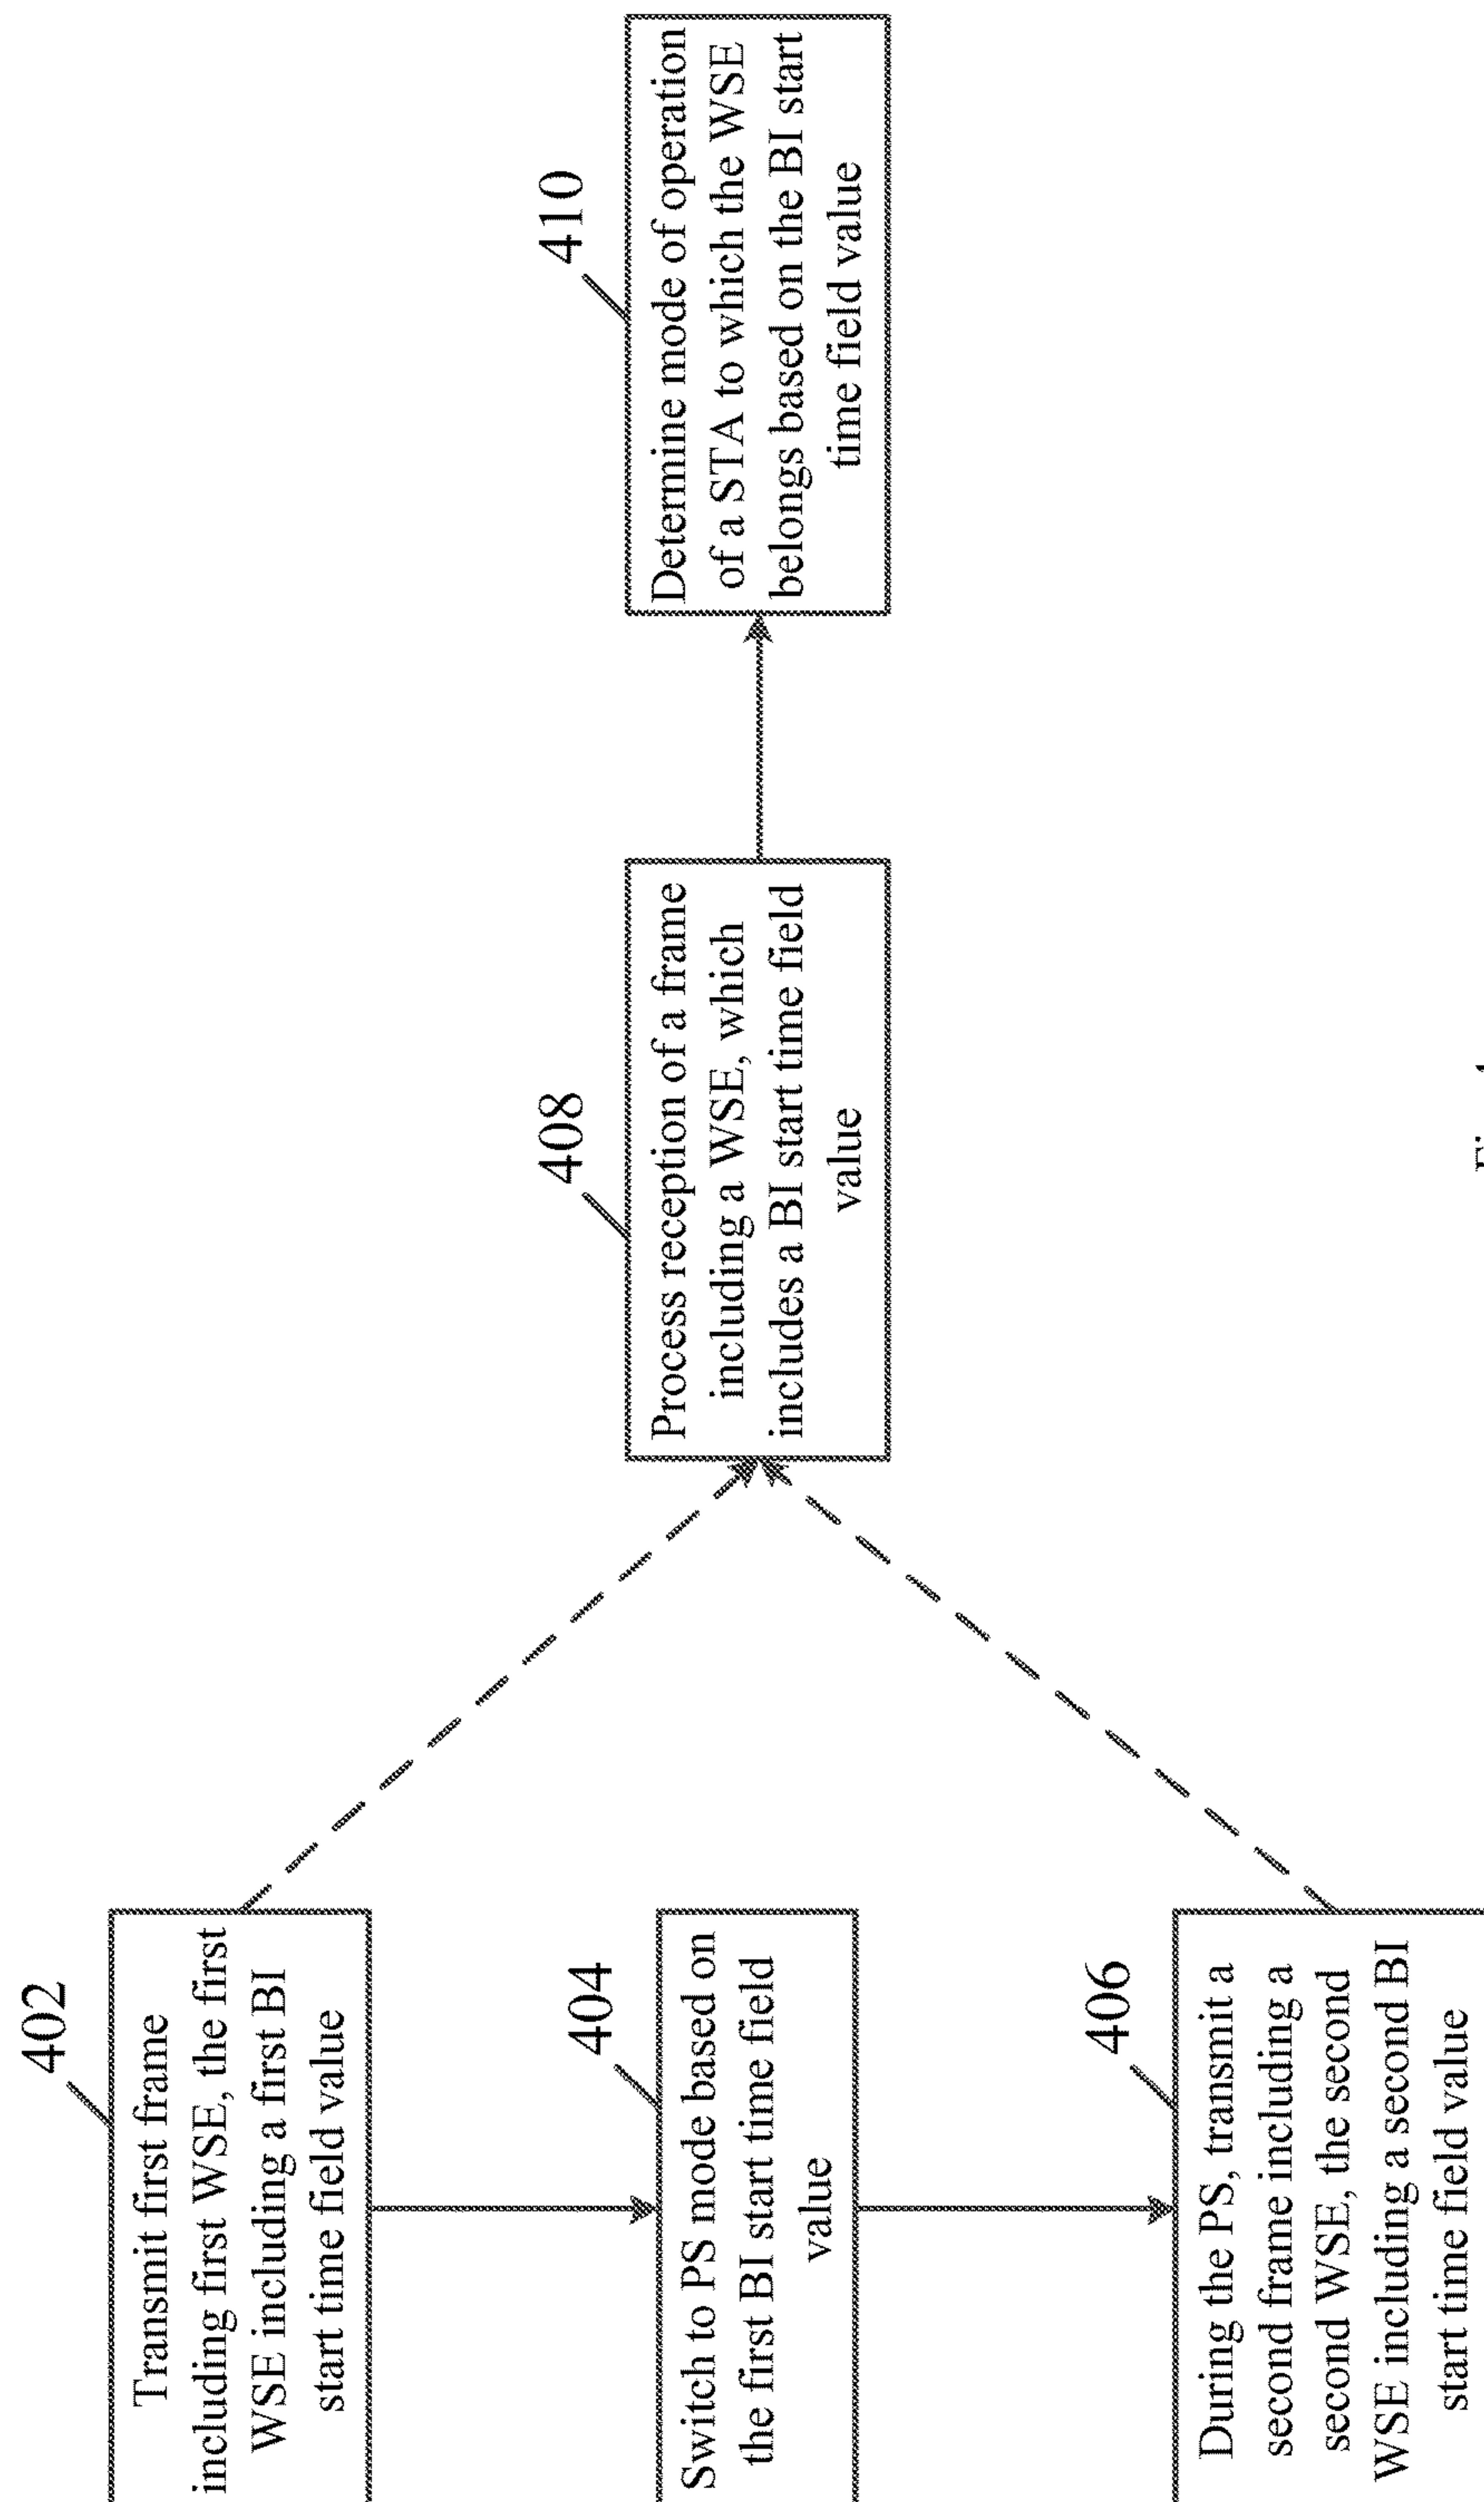 402
Transmit first frame
including first WSE, the first
WSE including a first BI
start time field value
404
Switch to PS mode based on
the first BI start time field
value
406
During the PS, transmit a
second frame including a
second WSE, the second
WSE including a second BI
start time field value
408
Process reception of a frame
including a WSE, which
includes a BI start time field
value
410
Determine mode of operation
of a STA to which the WSE
belongs based on the BI start
time field value